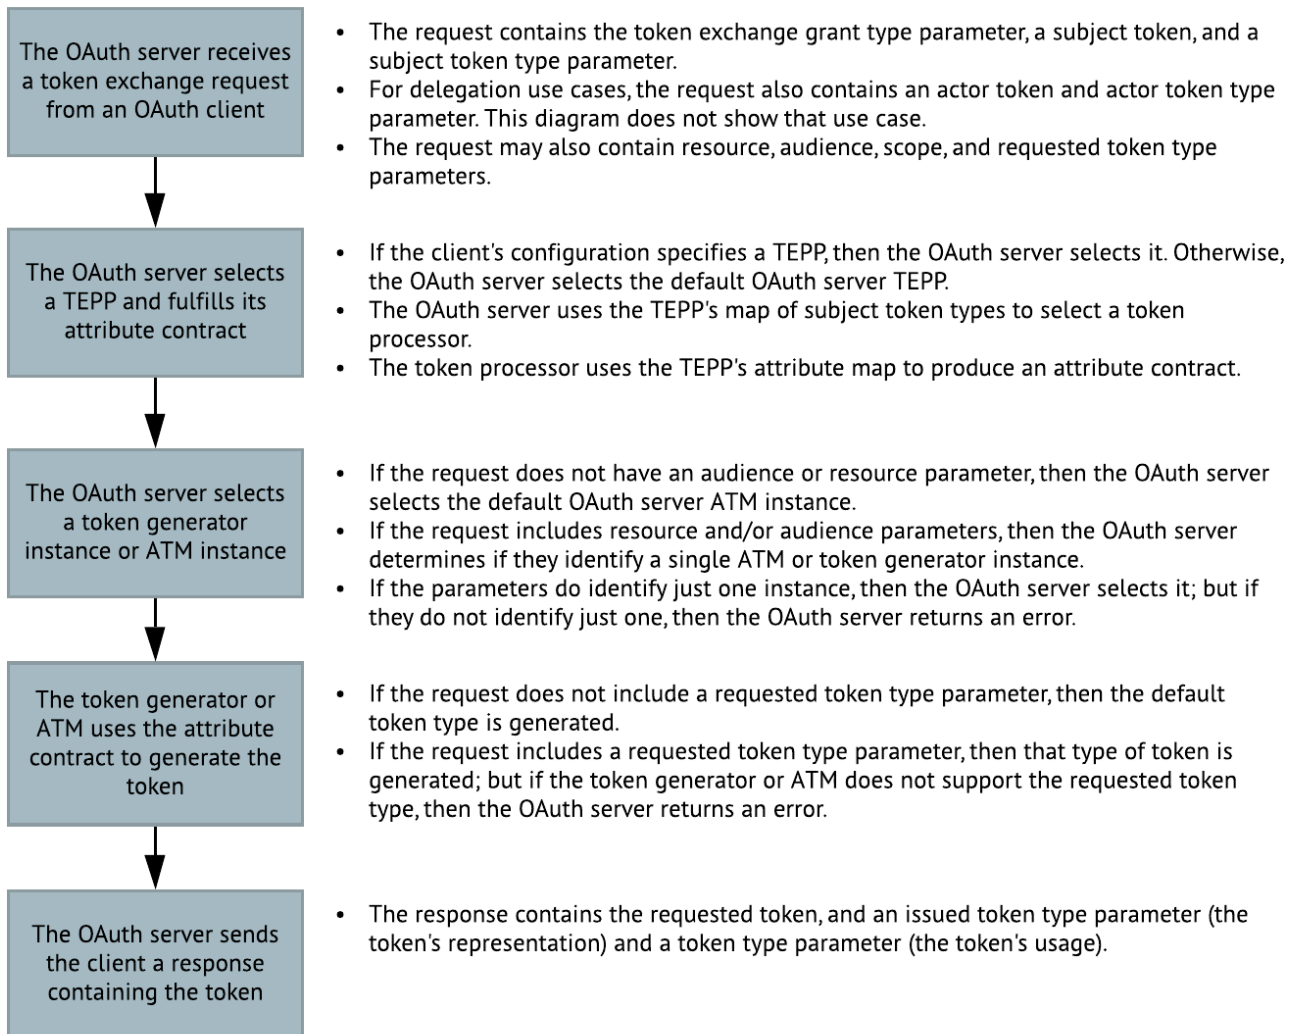 The OAuth server receives
a token exchange request
from an OAuth client
• The request contains the token exchange grant type parameter, a subject token, and a
subject token type parameter.
• For delegation use cases, the request also contains an actor token and actor token type
parameter. This diagram does not show that use case.
• The request may also contain resource, audience, scope, and requested token type
parameters.
The OAuth server selects
a TEPP and fulfills its
attribute contract
• If the client's configuration specifies a TEPP, then the OAuth server selects it. Otherwise,
the OAuth server selects the default OAuth server TEPP.
• The OAuth server uses the TEPP's map of subject token types to select a token
processor.
• The token processor uses the TEPP's attribute map to produce an attribute contract.
The OAuth server selects
a token generator
instance or ATM instance
• If the request does not have an audience or resource parameter, then the OAuth server
selects the default OAuth server ATM instance.
• If the request includes resource and/or audience parameters, then the OAuth server
determines if they identify a single ATM or token generator instance.
• If the parameters do identify just one instance, then the OAuth server selects it; but if
they do not identify just one, then the OAuth server returns an error.
The token generator or
ATM uses the attribute
contract to generate the
token
• If the request does not include a requested token type parameter, then the default
token type is generated.
• If the request includes a requested token type parameter, then that type of token is
generated; but if the token generator or ATM does not support the requested token
type, then the OAuth server returns an error.
The OAuth server sends
the client a response
containing the token
• The response contains the requested token, and an issued token type parameter (the
token's representation) and a token type parameter (the token's usage).